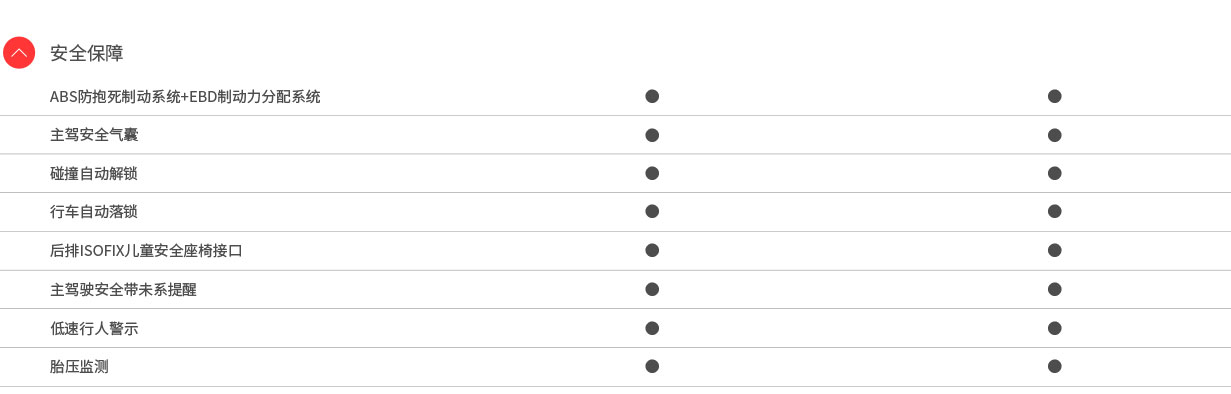 安全保障
ABS防抱死制动系统+EBD制动力分配系统 ● ●
主驾安全气囊 ● ●
碰撞自动解锁 ● ●
行车自动落锁 ● ●
后排ISOFIX儿童安全座椅接口 ● ●
主驾驶安全带未系提醒 ● ●
低速行人警示 ● ●
胎压监测 ● ●